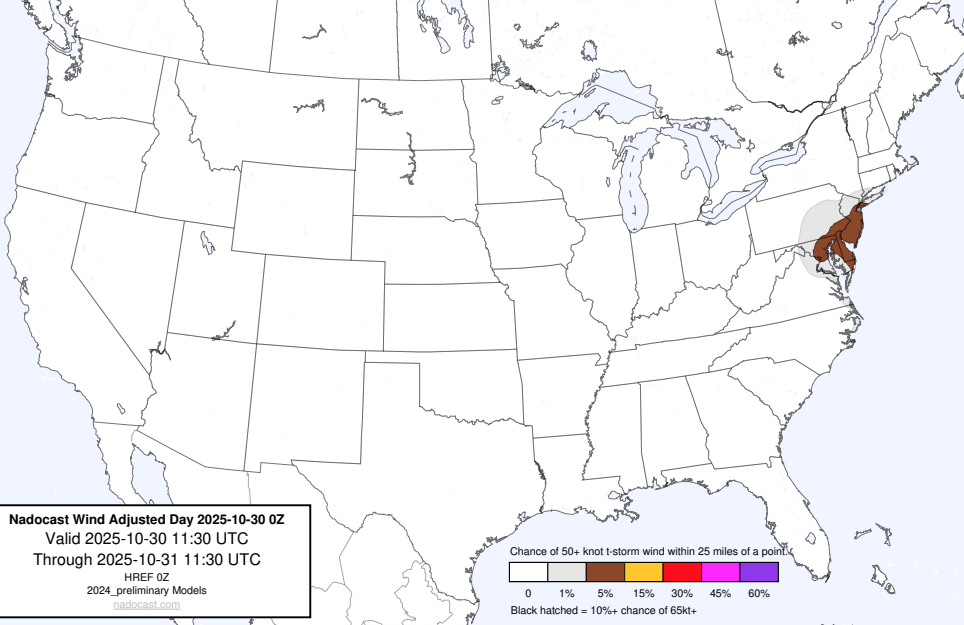 Nadocast Wind Adjusted Day 2025-10-30 0Z
Valid 2025-10-30 11:30 UTC
Through 2025-10-31 11:30 UTC
HREF 0Z
2024_preliminary Models
nadocast.com
Chance of 50+ knot t-storm wind within 25 miles of a point.
0 1% 5% 15% 30% 45% 60%
Black hatched = 10%+ chance of 65kt+